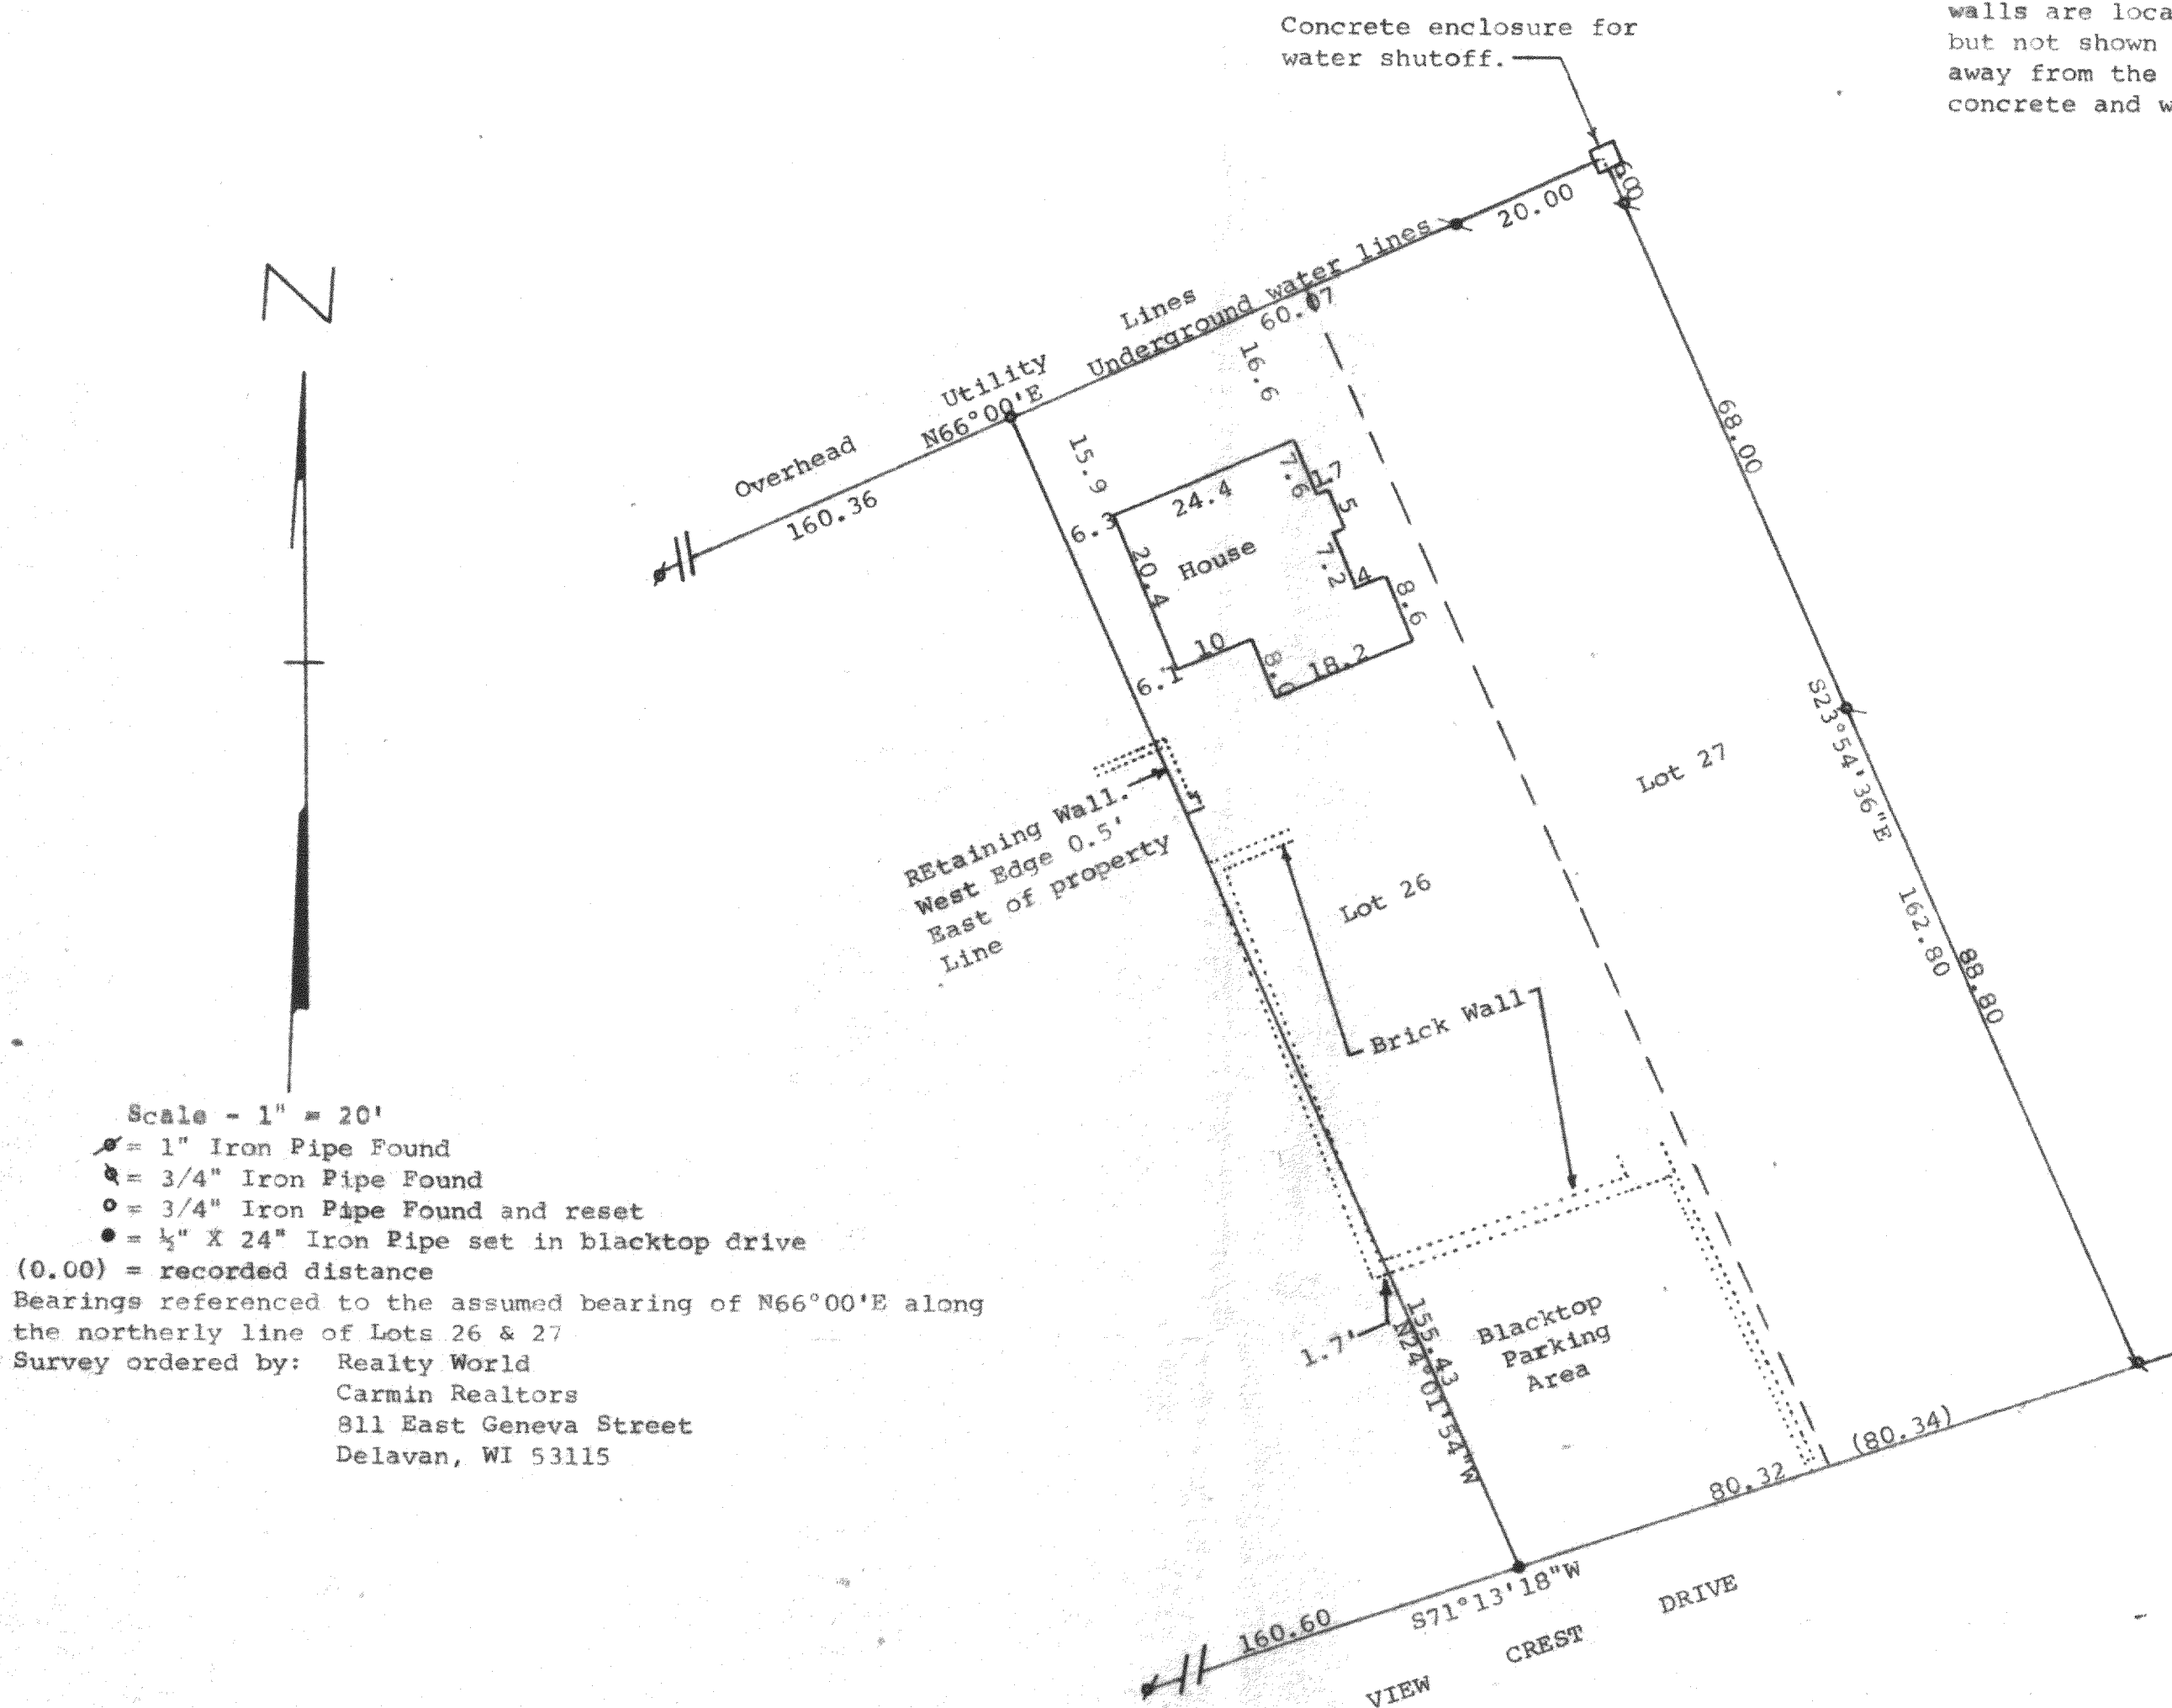 Concrete enclosure for
water shutoff.
walls are loca
but not shown
away from the
concrete and w
N
20.00
Underground water lines
60.07
Utility Lines
Overhead
N66°00'E
160.36
15.9
16.6
6.3
24.4
7.6
1.7
5
20.4
House
7.2
4
8.6
10
6.1
8.0
18.2
68.00
S23°54'36"E
162.80
88.80
Lot 27
Lot 26
REtaining Wall.
West Edge 0.5'
East of property
Line
Brick Wall
1.7'
155.43
N24°01'54"W
Blacktop
Parking
Area
(80.34)
80.32
S71°13'18"W
160.60
VIEW CREST DRIVE
Scale - 1" = 20'
= 1" Iron Pipe Found
= 3/4" Iron Pipe Found
= 3/4" Iron Pipe Found and reset
= ½" X 24" Iron Pipe set in blacktop drive
(0.00) = recorded distance
Bearings referenced to the assumed bearing of N66°00'E along
the northerly line of Lots 26 & 27
Survey ordered by: Realty World
Carmin Realtors
811 East Geneva Street
Delavan, WI 53115